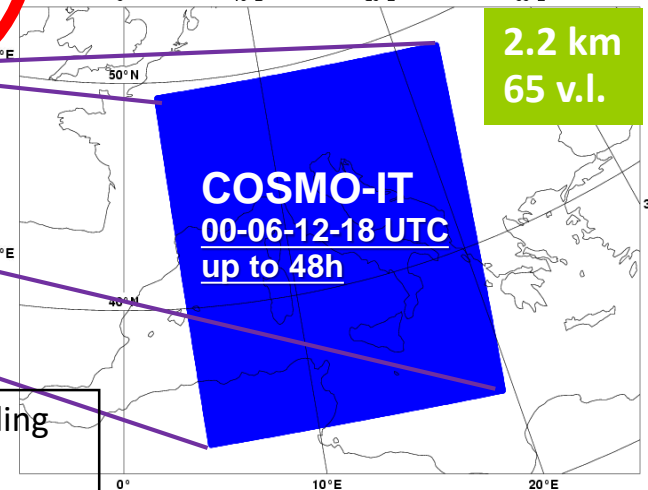 2.2 km
65 v.l.
50°N
COSMO-IT
00-06-12-18 UTC
up to 48h
40°N
0°
10°E
20°E